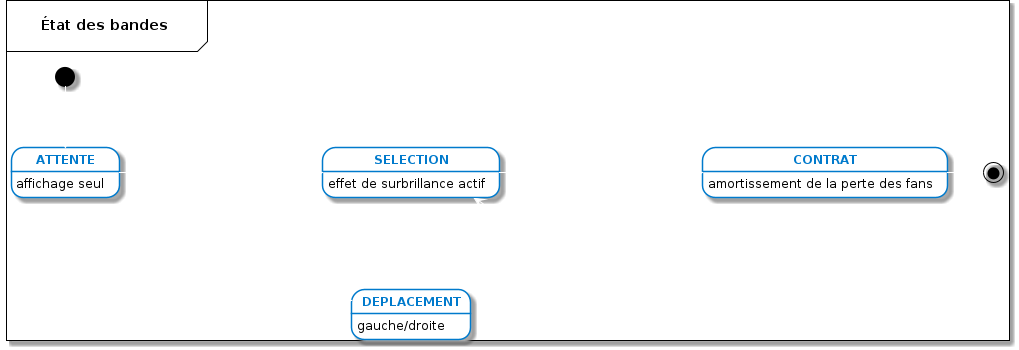 État des bandes
ATTENTE
affichage seul
SELECTION
effet de surbrillance actif
CONTRAT
amortissement de la perte des fans
DEPLACEMENT
gauche/droite